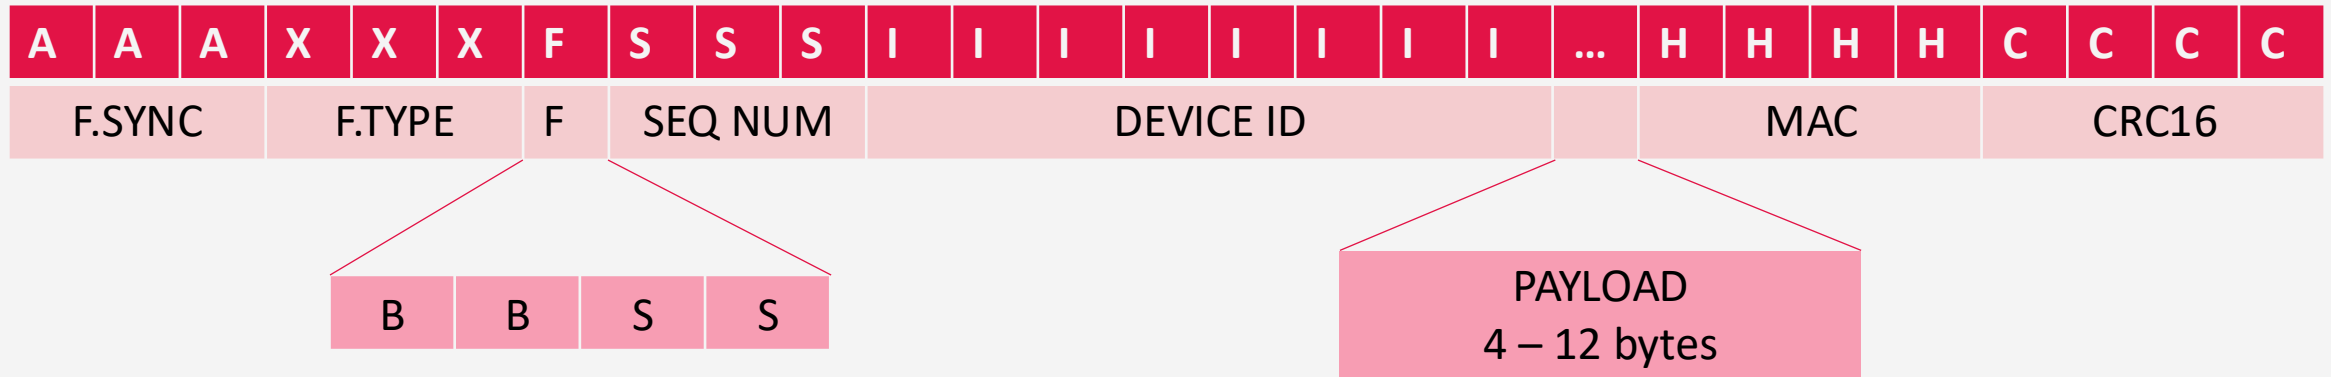 A A A X X X F S S S I I I I I I I I ... H H H H C C C C
F.SYNC F.TYPE F SEQ NUM DEVICE ID MAC CRC16
B B S S
PAYLOAD
4 – 12 bytes